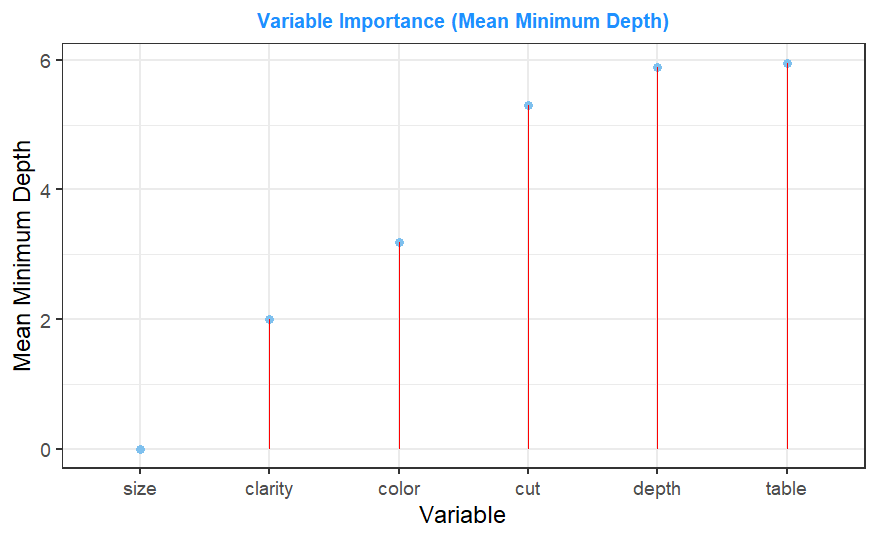 Variable Importance (Mean Minimum Depth)
Mean Minimum Depth
6
4
2
0
size clarity color cut depth table
Variable